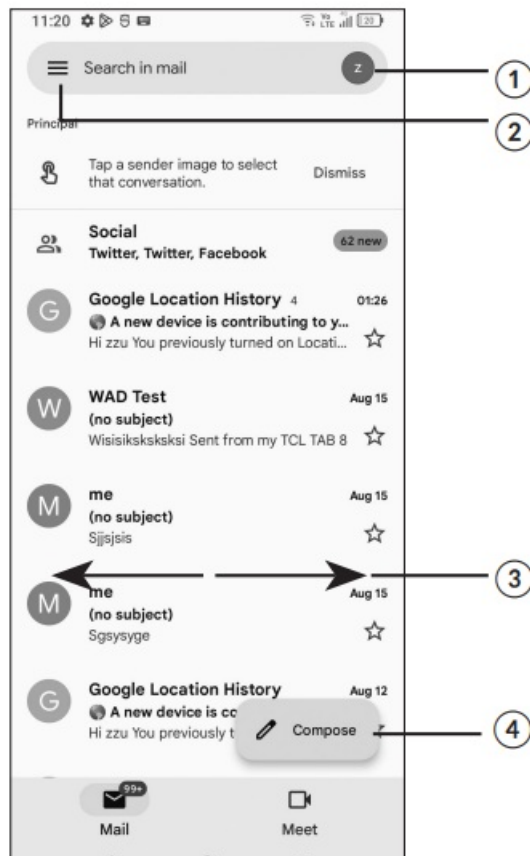 11:20 Vo LTE 20
Search in mail Z
1
2
Principal
Tap a sender image to select
that conversation.
Dismiss
Social
Twitter, Twitter, Facebook
62 new
G Google Location History 4 01:26
A new device is contributing to y...
Hi zzu You previously turned on Locati...
W WAD Test Aug 15
(no subject)
Wisisiksksksksi Sent from my TCL TAB 8
M me Aug 15
(no subject)
Sjjsjsis
3
M me Aug 15
(no subject)
Sgsysyge
G Google Location History Aug 12
A new device is co
Hi zzu You previously t
Compose
4
99+
Mail Meet